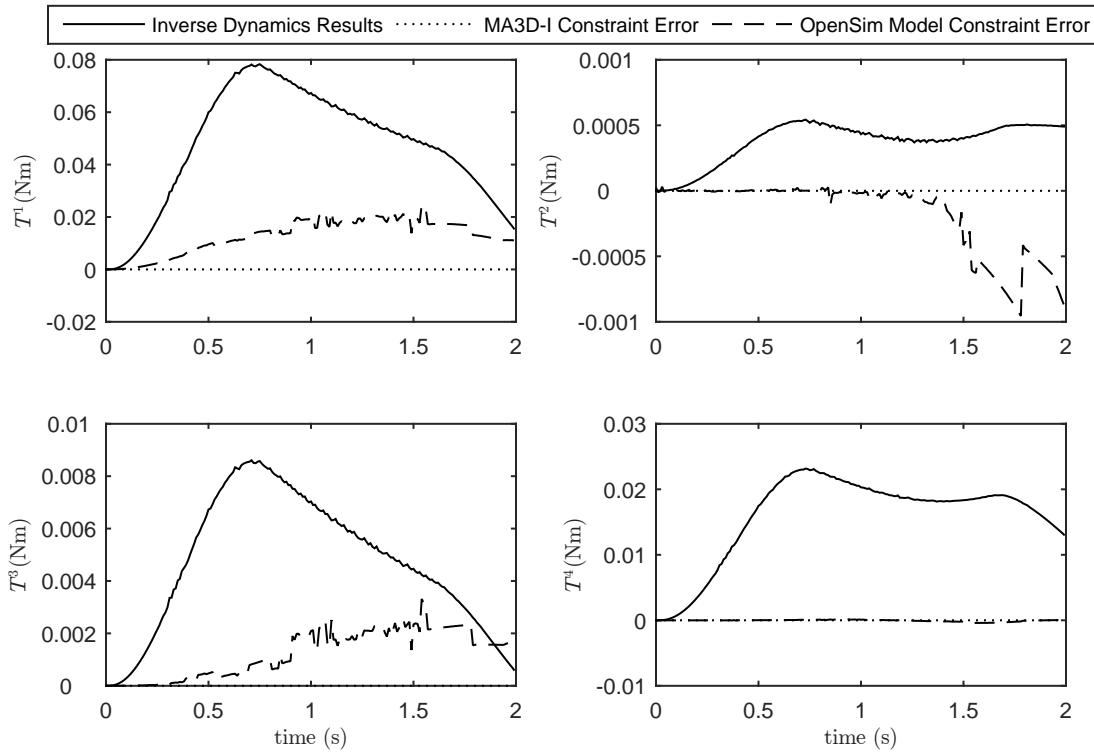 Inverse Dynamics Results MA3D-I Constraint Error OpenSim Model Constraint Error
0.08
0.06
0.04
0.02
0
-0.02
T¹ (Nm)
0 0.5 1 1.5 2
0.001
0.0005
0
-0.0005
-0.001
T² (Nm)
0 0.5 1 1.5 2
0.01
0.008
0.006
0.004
0.002
0
T³ (Nm)
0 0.5 1 1.5 2
time (s)
0.03
0.02
0.01
0
-0.01
T⁴ (Nm)
0 0.5 1 1.5 2
time (s)